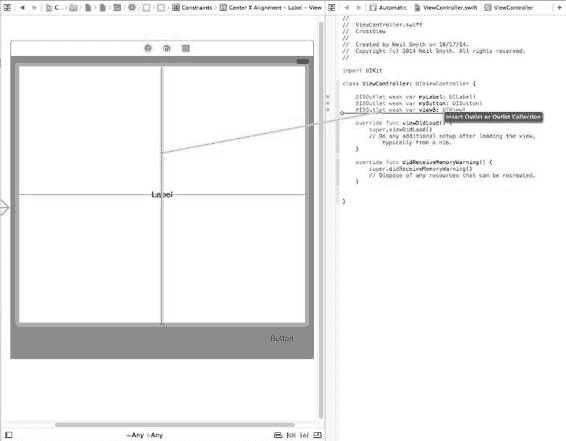 C... Constraints Center X Alignment – Label – View
Automatic ViewController.swift ViewController
//
// ViewController.swift
// CrossView
//
// Created by Neil Smyth on 10/17/14.
// Copyright (c) 2014 Neil Smyth. All rights reserved.
//
import UIKit
class ViewController: UIViewController {
@IBOutlet weak var myLabel: UILabel!
@IBOutlet weak var myButton: UIButton!
@IBOutlet weak var viewB: UIView!
Insert Outlet or Outlet Collection
override func viewDidLoad() {
super.viewDidLoad()
// Do any additional setup after loading the view,
typically from a nib.
}
override func didReceiveMemoryWarning() {
super.didReceiveMemoryWarning()
// Dispose of any resources that can be recreated.
}
}
Label
Button
wAny hAny